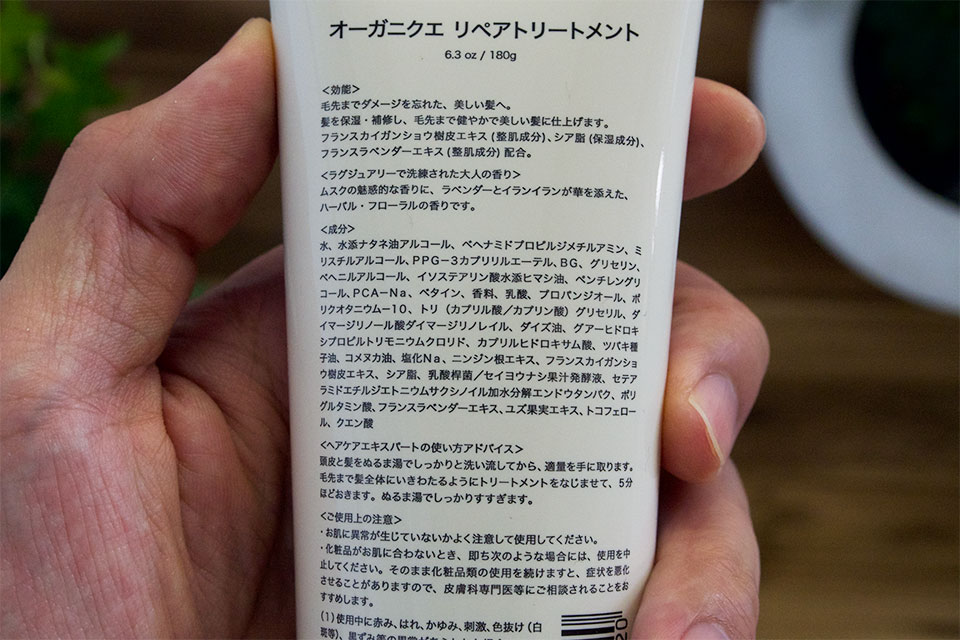 オーガニクエ リペアトリートメント
6.3 oz / 180g
<効能>
毛先までダメージを忘れた、美しい髪へ。
髪を保湿・補修し、毛先まで健やかで美しい髪に仕上げます。
フランスカイガンショウ樹皮エキス (整肌成分)、シア脂 (保湿成分)、
フランスラベンダーエキス (整肌成分) 配合。
<ラグジュアリーで洗練された大人の香り>
ムスクの魅惑的な香りに、ラベンダーとイランイランが華を添えた、
ハーバル・フローラルの香りです。
<成分>
水、水添ナタネ油アルコール、ベヘナミドプロピルジメチルアミン、ミ
リスチルアルコール、PPG-3カプリリルエーテル、BG、グリセリン、
ベヘニルアルコール、イソステアリン酸水添ヒマシ油、ペンチレングリ
コール、PCA-Na、ベタイン、香料、乳酸、プロパンジオール、ポ
リクオタニウム-10、トリ (カプリル酸/カプリン酸) グリセリル、ダ
イマージリノール酸ダイマージリノレイル、ダイズ油、グアーヒドロキ
シプロピルトリモニウムクロリド、カプリルヒドロキサム酸、ツバキ種
子油、コメヌカ油、塩化Na、ニンジン根エキス、フランスカイガンショ
ウ樹皮エキス、シア脂、乳酸桿菌/セイヨウナシ果汁発酵液、セテア
ラミドエチルジエトニウムサクシノイル加水分解エンドウタンパク、ポリ
グルタミン酸、フランスラベンダーエキス、ユズ果実エキス、トコフェロー
ル、クエン酸
<ヘアケアエキスパートの使い方アドバイス>
頭皮と髪をぬるま湯でしっかりと洗い流してから、適量を手に取ります。
毛先まで髪全体にいきわたるようにトリートメントをなじませて、5分
ほどおきます。ぬるま湯でしっかりすすぎます。
<ご使用上の注意>
・お肌に異常が生じていないかよく注意して使用してください。
・化粧品がお肌に合わないとき、即ち次のような場合には、使用を中
止してください。そのまま化粧品類の使用を続けますと、症状を悪化
させることがありますので、皮膚科専門医等にご相談されることをお
すすめします。
(1) 使用中に赤み、はれ、かゆみ、刺激、色抜け (白
斑等)、黒ずみ等の異常が
20